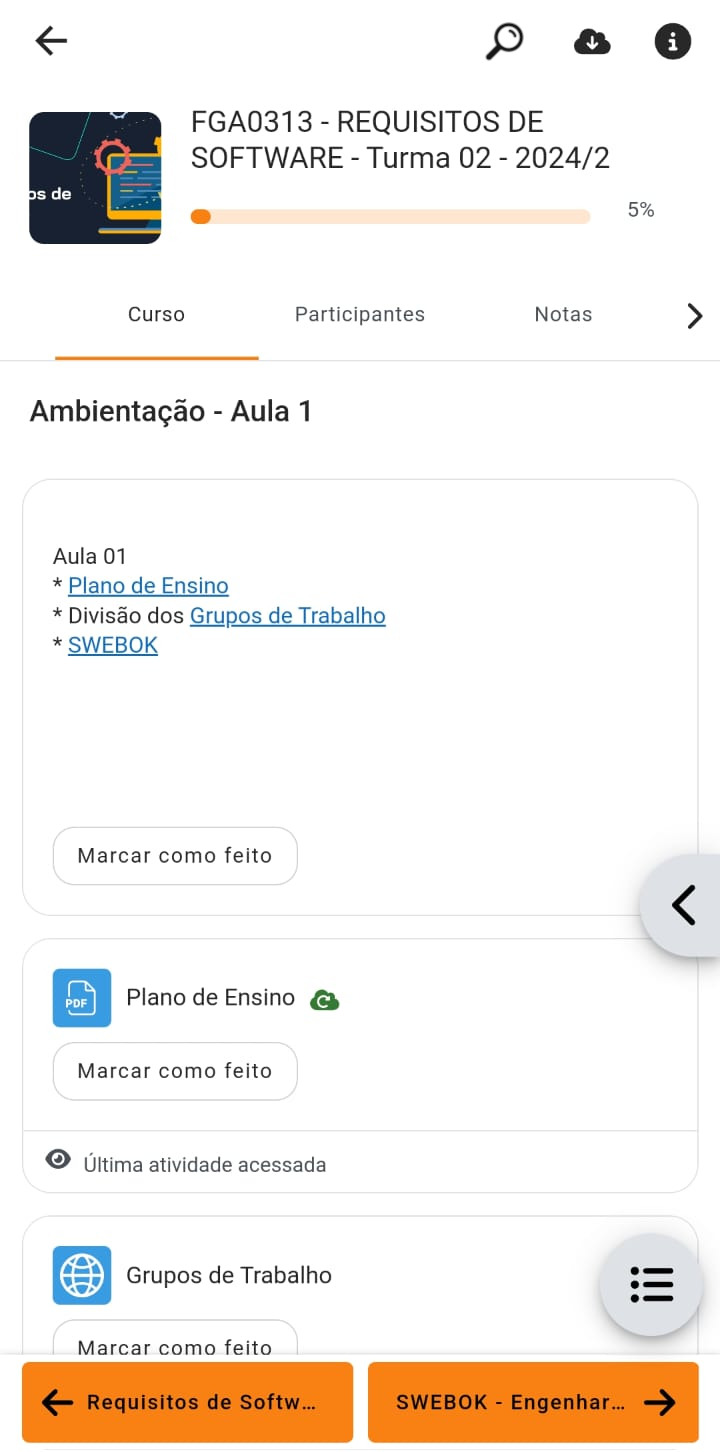 FGA0313 - REQUISITOS DE
SOFTWARE - Turma 02 - 2024/2
os de
5%
Curso
Participantes
Notas
Ambientação - Aula 1
Aula 01
* Plano de Ensino
* Divisão dos Grupos de Trabalho
* SWEBOK
Marcar como feito
PDF
Plano de Ensino
Marcar como feito
Última atividade acessada
Grupos de Trabalho
Marcar como feito
Requisitos de Softw...
SWEBOK - Engenhar...